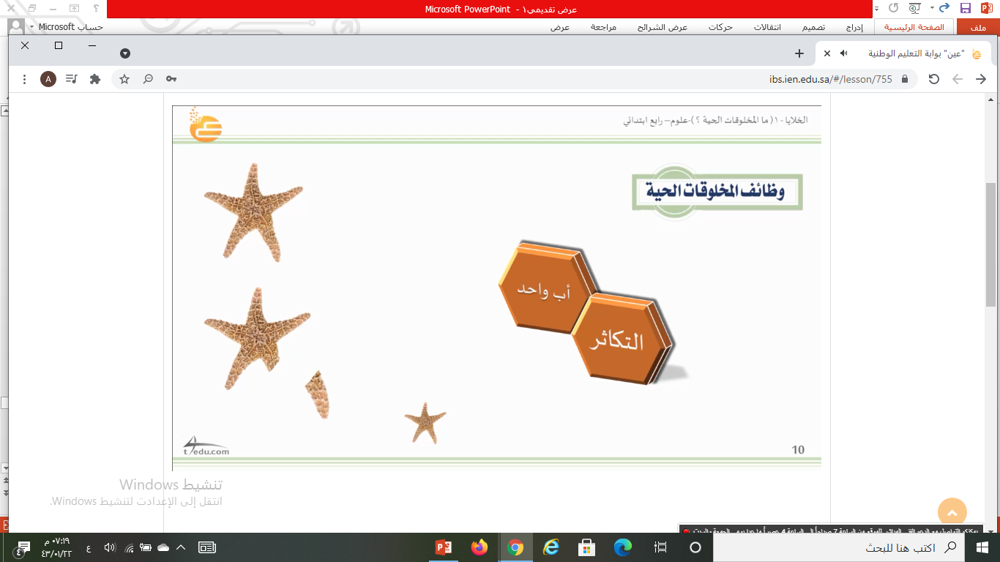 عرض تقديمي١ - Microsoft PowerPoint
ملف
الصفحة الرئيسية
إدراج
تصميم
انتقالات
حركات
عرض الشرائح
مراجعة
عرض
حساب Microsoft
"عين" بوابة التعليم الوطنية
ibs.ien.edu.sa/#/lesson/755
A
الخلايا - ١( ما المخلوقات الحية ؟ )-علوم– رابع ابتدائي
وظائف المخلوقات الحية
أب واحد
التكاثر
t4edu.com
10
تنشيط Windows
انتقل إلى الإعدادت لتنشيط Windows.
اكتب هنا للبحث
ع
٠٧:١٩ م
٤٣/٠١/٢٢
٤